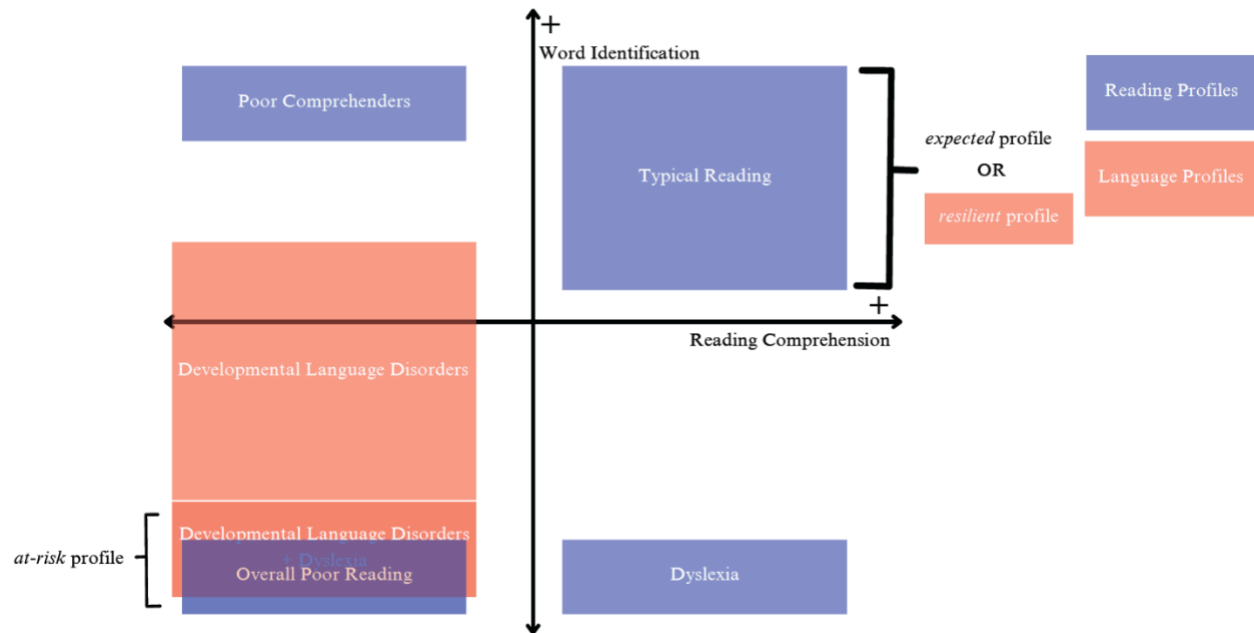 +
Word Identification
Poor Comprehenders
Reading Profiles
expected profile
OR
Typical Reading
Language Profiles
resilient profile
+
Reading Comprehension
Developmental Language Disorders
Developmental Language Disorders
+ Dyslexia
at-risk profile
Overall Poor Reading
Dyslexia